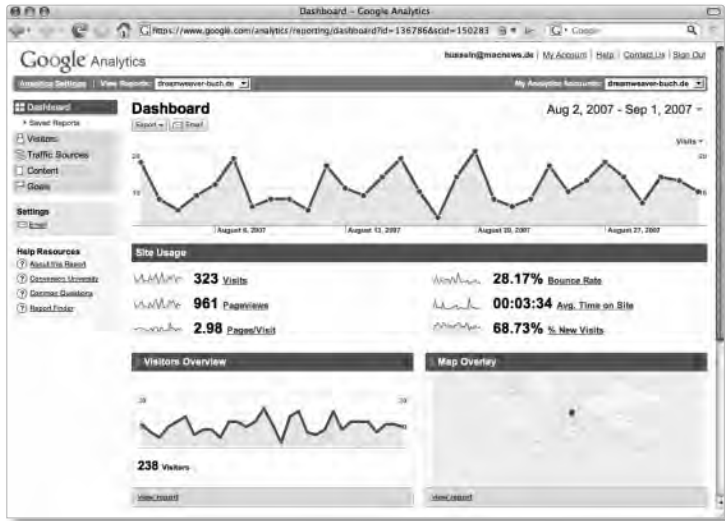 Dashboard - Google Analytics
https://www.google.com/analytics/reporting/dashboard?id=136786&scid=150283
Google
Google Analytics
hussein@macnews.de | My Account | Help | Contact Us | Sign Out
Analytics Settings | View Reports: dreamweaver-buch.de
My Analytics Accounts: dreamweaver-buch.de
Dashboard
Saved Reports
Visitors
Traffic Sources
Content
Goals
Settings
Email
Help Resources
About this Report
Conversion University
Common Questions
Report Finder
Dashboard
Aug 2, 2007 - Sep 1, 2007
Export
Email
Visits
20
20
10
10
August 6, 2007
August 13, 2007
August 20, 2007
August 27, 2007
Site Usage
323 Visits
28.17% Bounce Rate
961 Pageviews
00:03:34 Avg. Time on Site
2.98 Pages/Visit
68.73% % New Visits
Visitors Overview
Map Overlay
20
20
238 Visitors
view report
view report